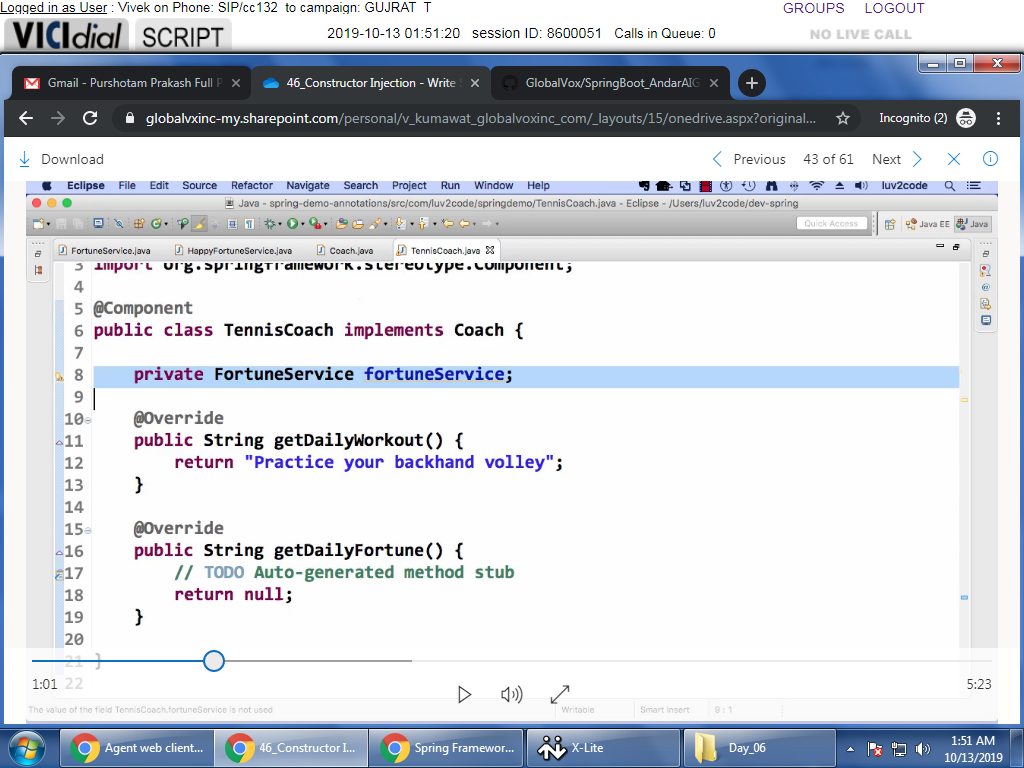 Logged in as User : Vivek on Phone: SIP/cc132 to campaign: GUJRAT_T
GROUPS LOGOUT
VICIdial SCRIPT
2019-10-13 01:51:20 session ID: 8600051 Calls in Queue: 0
NO LIVE CALL
Gmail - Purshotam Prakash Full P
46_Constructor Injection - Write
GlobalVox/SpringBoot_AndarAIG
globalvxinc-my.sharepoint.com/personal/v_kumawat_globalvoxinc_com/_layouts/15/onedrive.aspx?original...
Incognito (2)
Download
Previous 43 of 61 Next
Eclipse File Edit Source Refactor Navigate Search Project Run Window Help
luv2code
Java - spring-demo-annotations/src/com/luv2code/springdemo/TennisCoach.java - Eclipse - /Users/luv2code/dev-spring
Quick Access
Java EE
Java
FortuneService.java
HappyFortuneService.java
Coach.java
TennisCoach.java
3 import org.springframework.stereotype.Component;
4
5 @Component
6 public class TennisCoach implements Coach {
7
8 private FortuneService fortuneService;
9
10 @Override
11 public String getDailyWorkout() {
12 return "Practice your backhand volley";
13 }
14
15 @Override
16 public String getDailyFortune() {
17 // TODO Auto-generated method stub
18 return null;
19 }
20
21 }
22
1:01
5:23
The value of the field TennisCoach.fortuneService is not used
Writable
Smart Insert
9 : 1
Agent web client...
46_Constructor I...
Spring Framewor...
X-Lite
Day_06
1:51 AM
10/13/2019